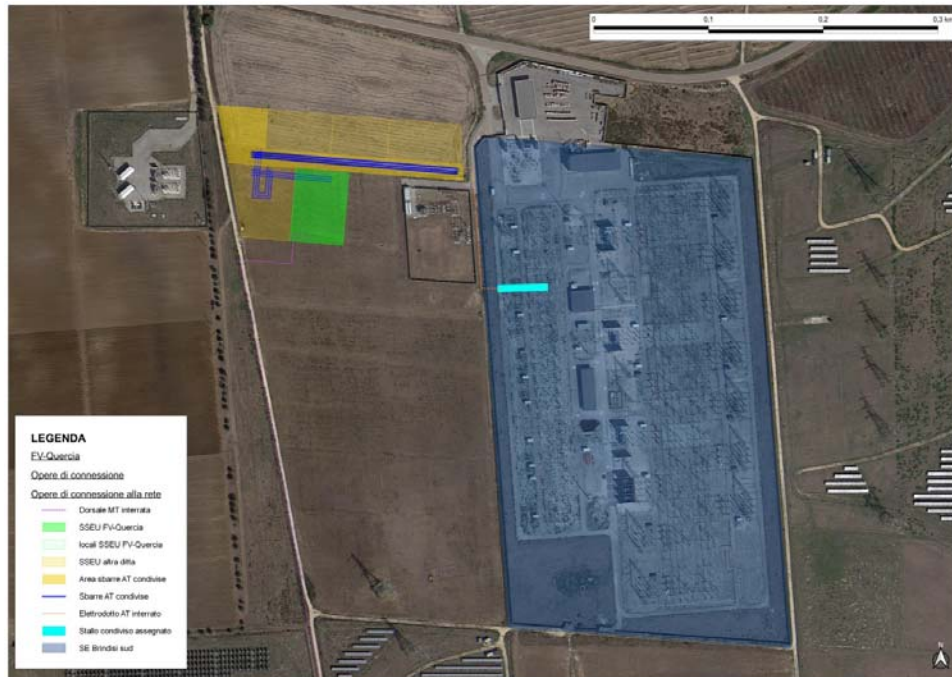 0 0,1 0,2 0,3 km
LEGENDA
FV-Quercia
Opere di connessione
Opere di connessione alla rete
Dorsale MT interrata
SSEU FV-Quercia
locali SSEU FV-Quercia
SSEU altra ditta
Area sbarre AT condivise
Sbarre AT condivise
Elettrodotto AT interrato
Stallo condiviso assegnato
SE Brindisi sud